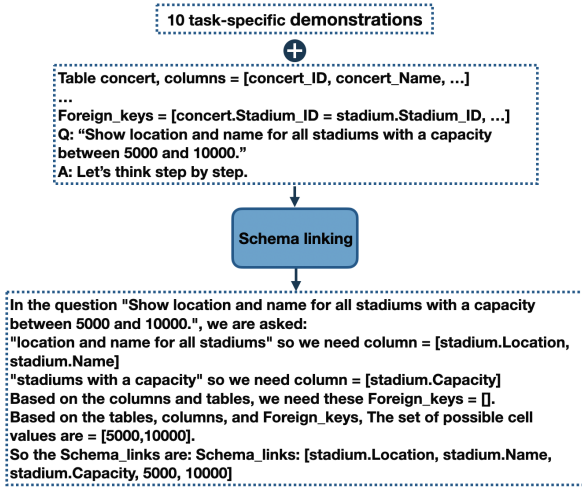 10 task-specific demonstrations
+
Table concert, columns = [concert_ID, concert_Name, ...]
...
Foreign_keys = [concert.Stadium_ID = stadium.Stadium_ID, ...]
Q: “Show location and name for all stadiums with a capacity
between 5000 and 10000.”
A: Let’s think step by step.
Schema linking
In the question "Show location and name for all stadiums with a capacity
between 5000 and 10000.", we are asked:
"location and name for all stadiums" so we need column = [stadium.Location,
stadium.Name]
"stadiums with a capacity" so we need column = [stadium.Capacity]
Based on the columns and tables, we need these Foreign_keys = [].
Based on the tables, columns, and Foreign_keys, The set of possible cell
values are = [5000,10000].
So the Schema_links are: Schema_links: [stadium.Location, stadium.Name,
stadium.Capacity, 5000, 10000]